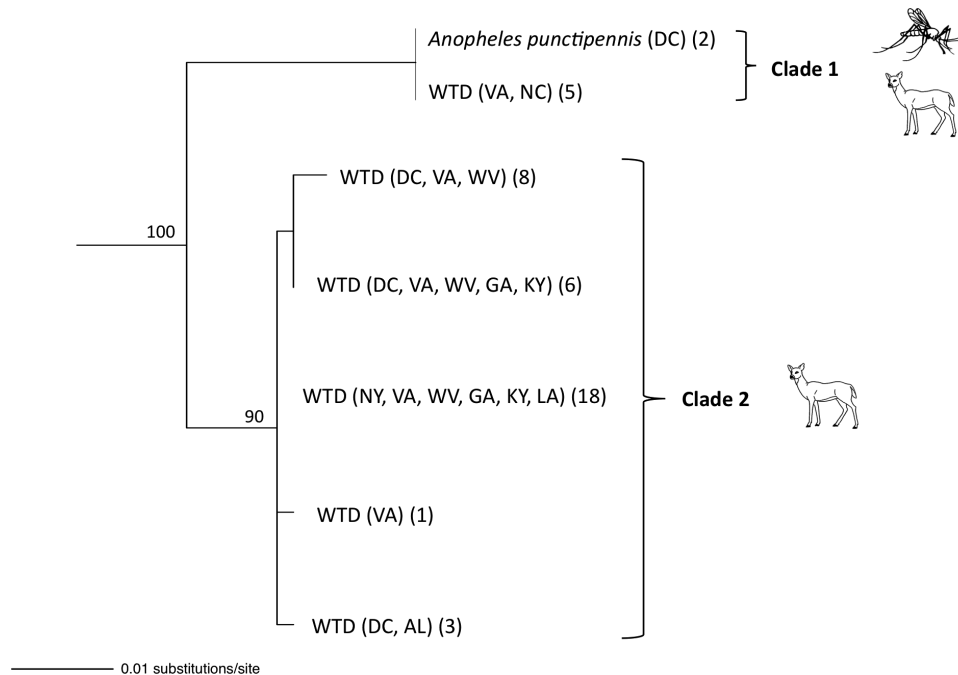 Anopheles punctipennis (DC) (2)
Clade 1
WTD (VA, NC) (5)
WTD (DC, VA, WV) (8)
100
WTD (DC, VA, WV, GA, KY) (6)
WTD (NY, VA, WV, GA, KY, LA) (18)
Clade 2
90
WTD (VA) (1)
WTD (DC, AL) (3)
0.01 substitutions/site